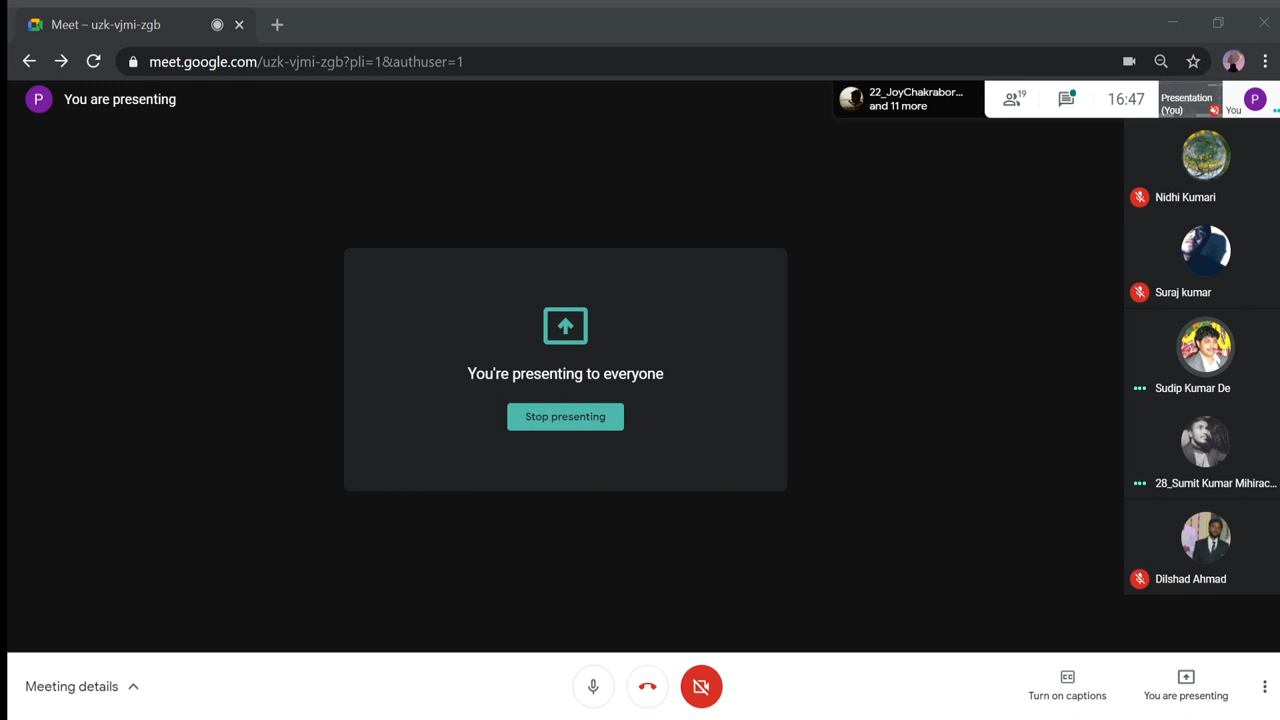 Meet – uzk-vjmi-zgb
meet.google.com/uzk-vjmi-zgb?pli=1&authuser=1
P
You are presenting
22_JoyChakrabor...
and 11 more
19
16:47
Presentation
(You)
You
P
Nidhi Kumari
Suraj kumar
Sudip Kumar De
28_Sumit Kumar Mihirac...
Dilshad Ahmad
You're presenting to everyone
Stop presenting
Meeting details
CC
Turn on captions
You are presenting